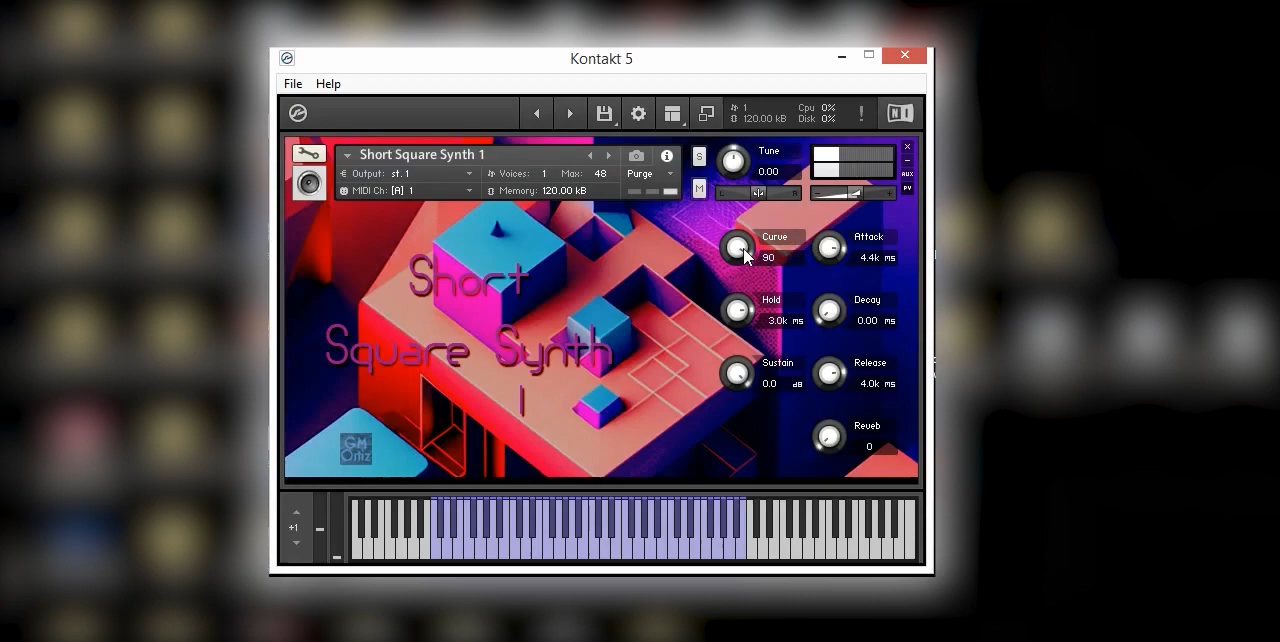 Kontakt 5
File Help
1 Cpu 0%
120.00 kB Disk 0% !
Short Square Synth 1
Output: st. 1 Voices: 1 Max: 48 Purge
MIDI Ch: [A] 1 Memory: 120.00 kB
S
M
Tune
0.00
L R
- +
×
-
AUX
PV
Curve Attack
90 4.4k ms
Hold Decay
3.0k ms 0.00 ms
Sustain Release
0.0 dB 4.0k ms
Reveb
0
Short
Square Synth
1
GM
Ortiz
+1